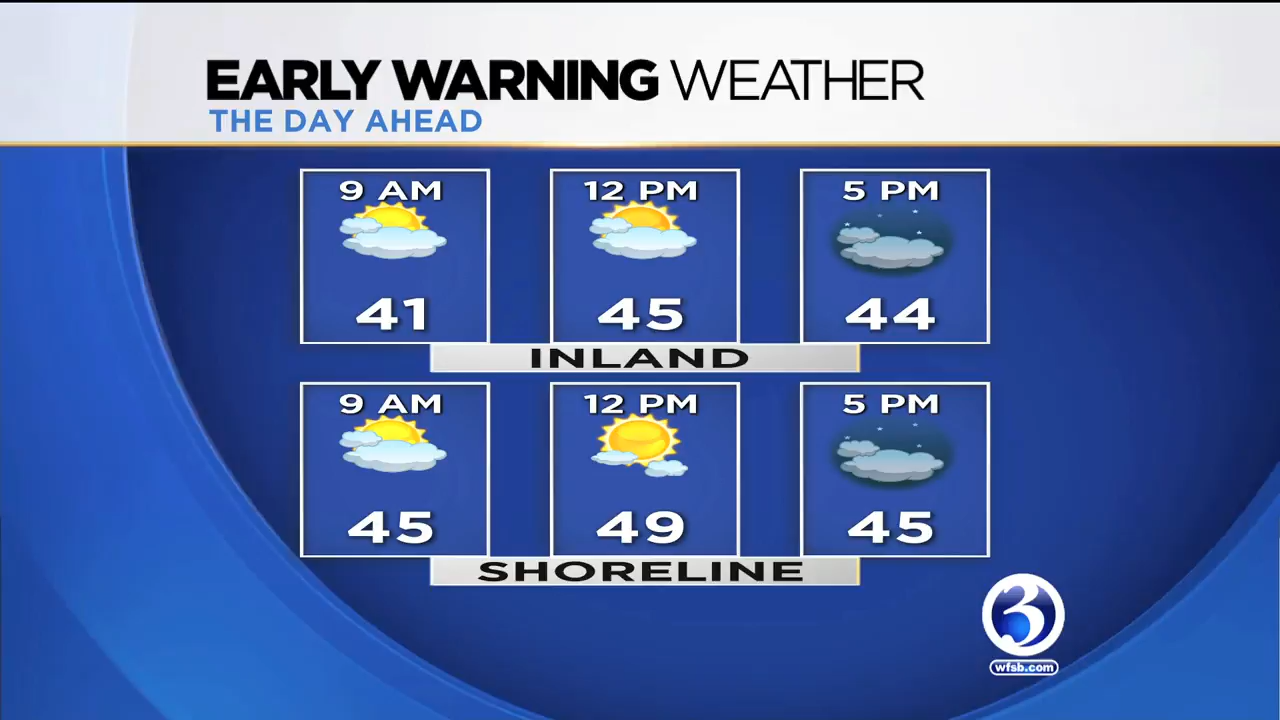 EARLY WARNING WEATHER
THE DAY AHEAD
9 AM 12 PM 5 PM
41 45 44
INLAND
9 AM 12 PM 5 PM
45 49 45
SHORELINE
3
wfsb.com